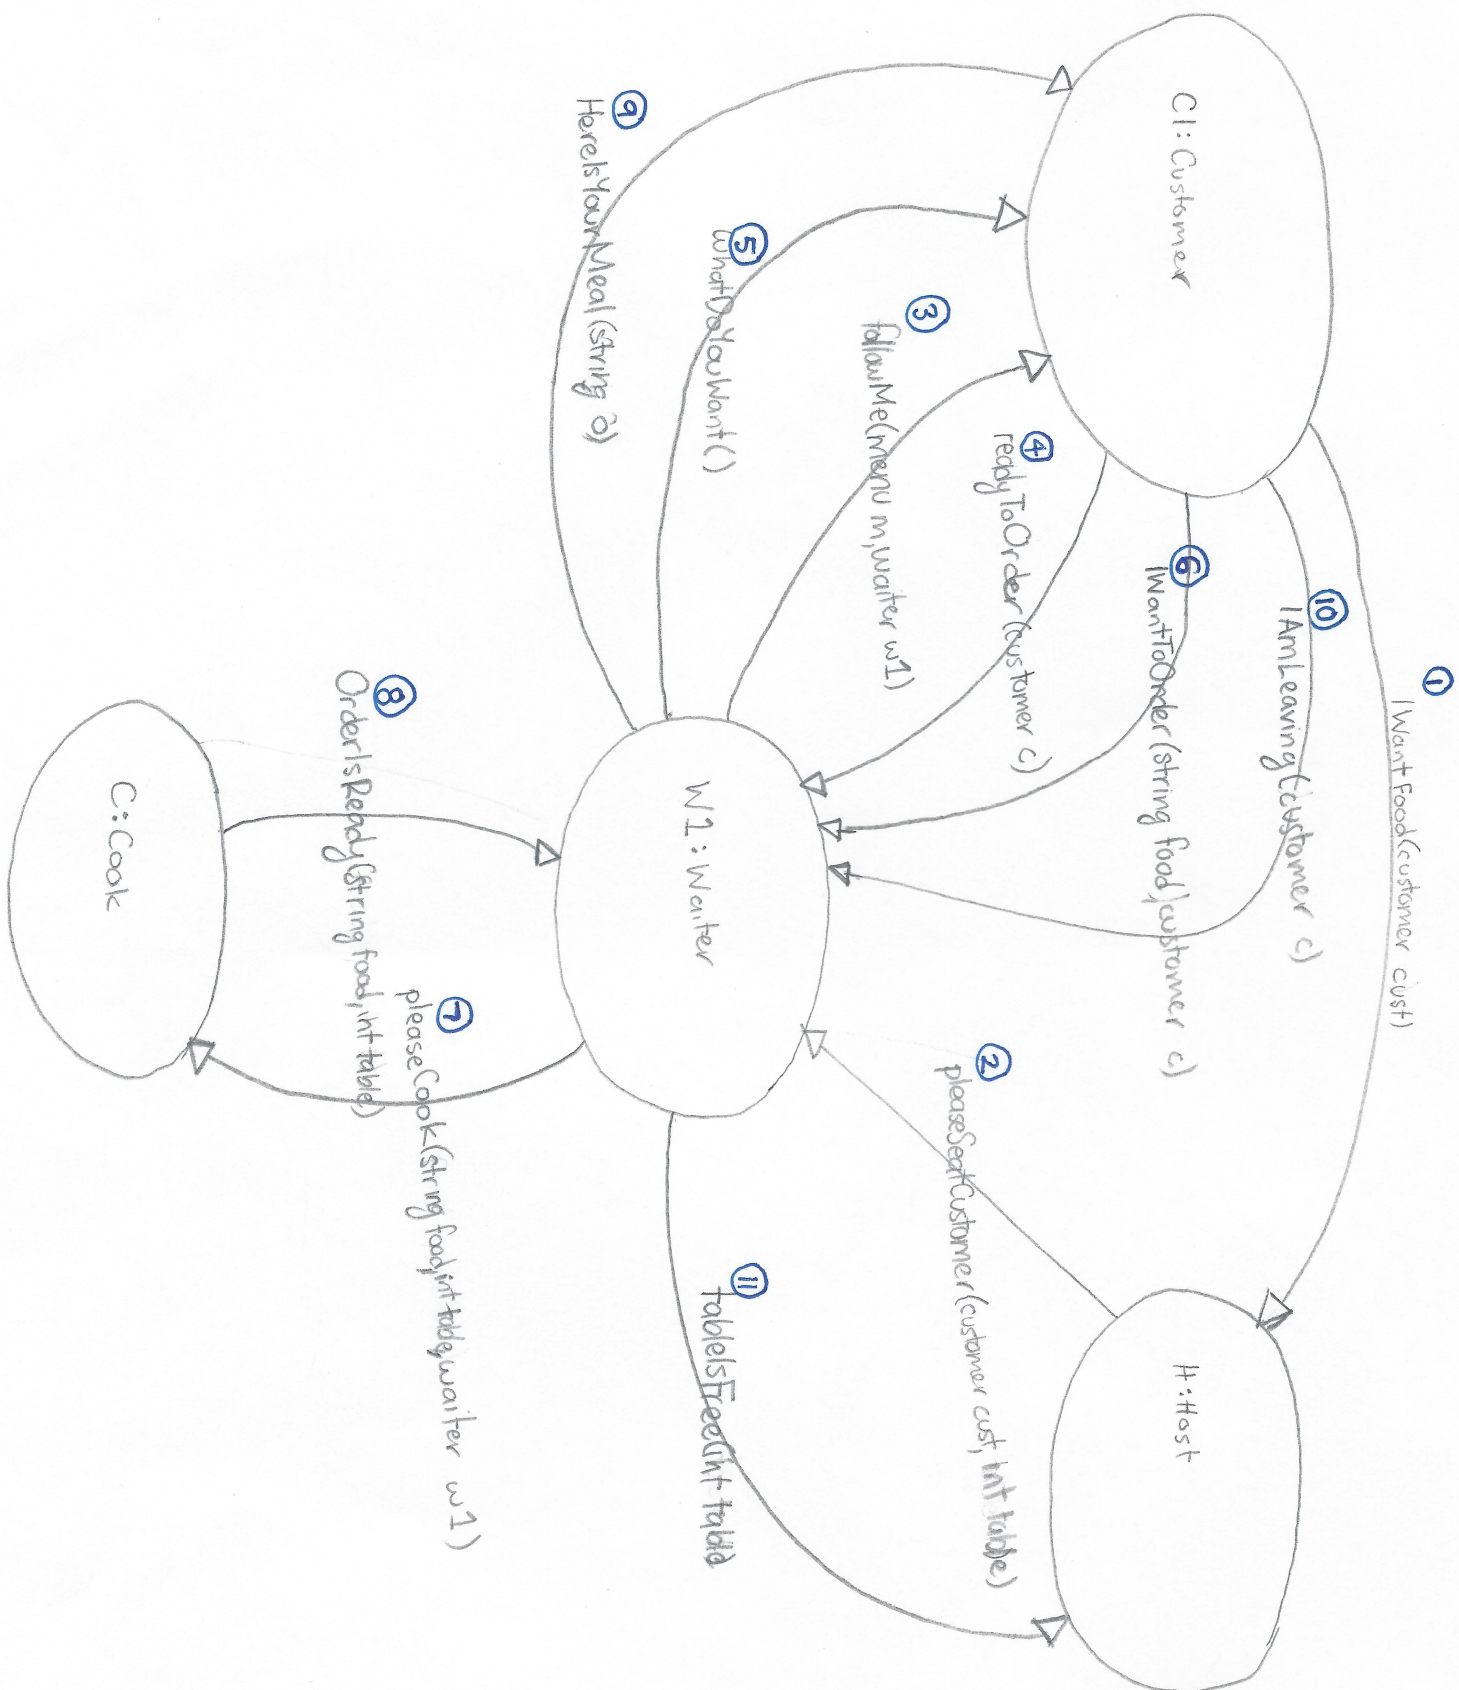 C1:Customer
① IWantFood(customer cust)
⑩ IAmLeaving(customer c)
⑥ IWantToOrder(string food,customer c)
④ readyToOrder(customer c)
③ followMe(menu m,waiter w1)
⑤ whatDoYouWant()
⑨ HereIsYourMeal(string o)
H:Host
② pleaseSeatCustomer(customer cust, int table)
W1:Waiter
⑪ tableIsFree(int table)
⑧ OrderIsReady(string food,int table)
⑦ pleaseCook(string food,int table,waiter w1)
C:Cook